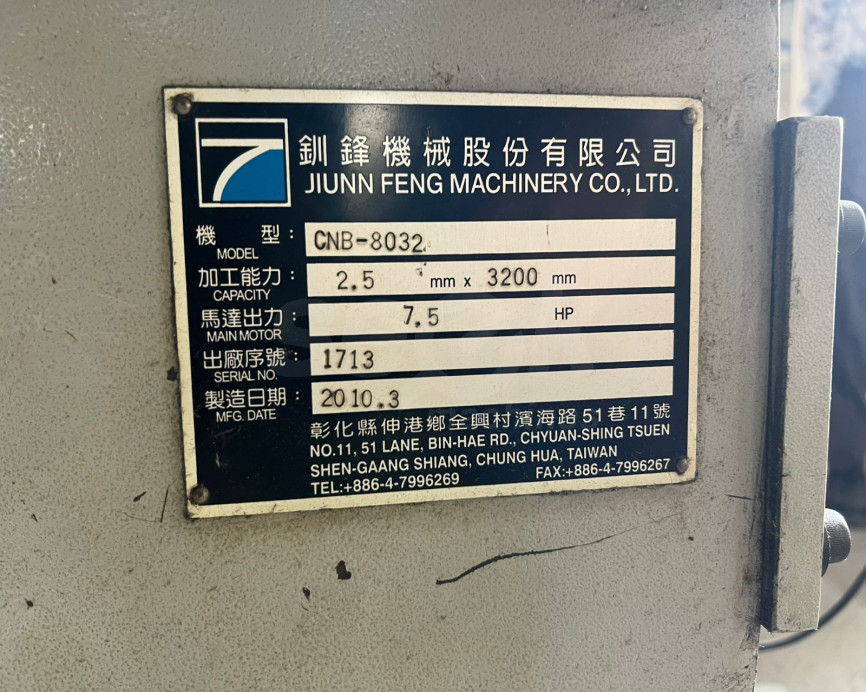 釧鋒機械股份有限公司
JIUNN FENG MACHINERY CO.,LTD.
機 型: CNB-8032
MODEL
加工能力: 2.5 mm x 3200 mm
CAPACITY
馬達出力: 7.5 HP
MAIN MOTOR
出廠序號: 1713
SERIAL NO.
製造日期: 2010.3
MFG. DATE
彰化縣伸港鄉全興村濱海路51巷11號
NO.11, 51 LANE, BIN-HAE RD., CHYUAN-SHING TSUEN
SHEN-GAANG SHIANG, CHUNG HUA, TAIWAN
TEL:+886-4-7996269 FAX:+886-4-7996267